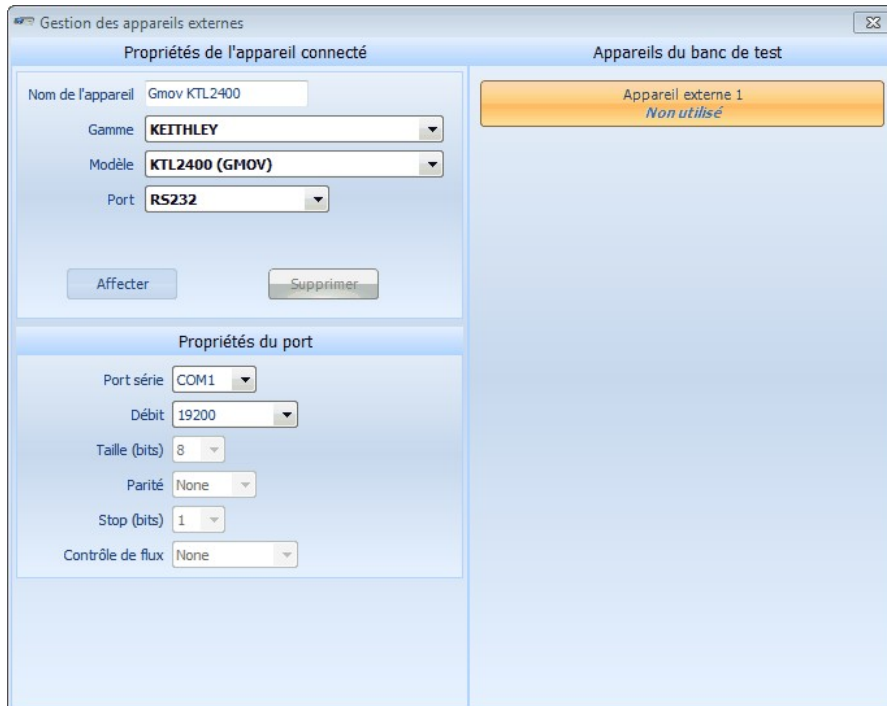 Gestion des appareils externes
Propriétés de l'appareil connecté
Nom de l'appareil Gmov KTL2400
Gamme KEITHLEY
Modèle KTL2400 (GMOV)
Port RS232
Affecter Supprimer
Propriétés du port
Port série COM1
Débit 19200
Taille (bits) 8
Parité None
Stop (bits) 1
Contrôle de flux None
Appareils du banc de test
Appareil externe 1
Non utilisé